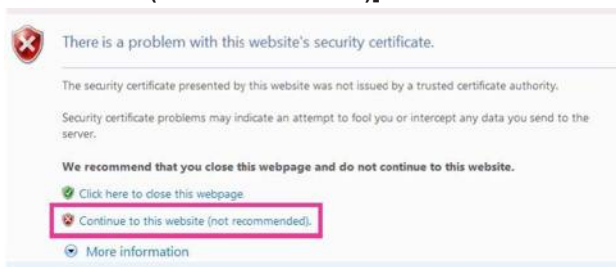 There is a problem with this website's security certificate.
The security certificate presented by this website was not issued by a trusted certificate authority.
Security certificate problems may indicate an attempt to fool you or intercept any data you send to the
server.
We recommend that you close this webpage and do not continue to this website.
Click here to close this webpage.
Continue to this website (not recommended).
More information